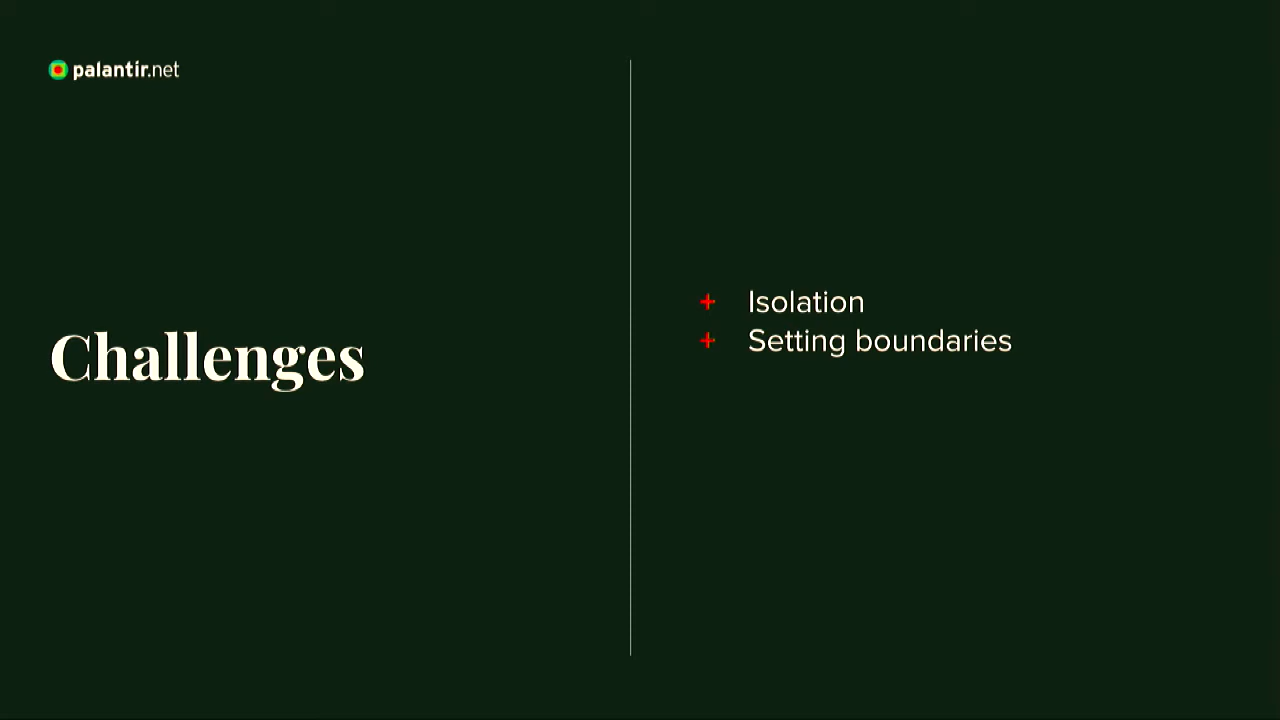 palantir.net
Challenges
+ Isolation
+ Setting boundaries